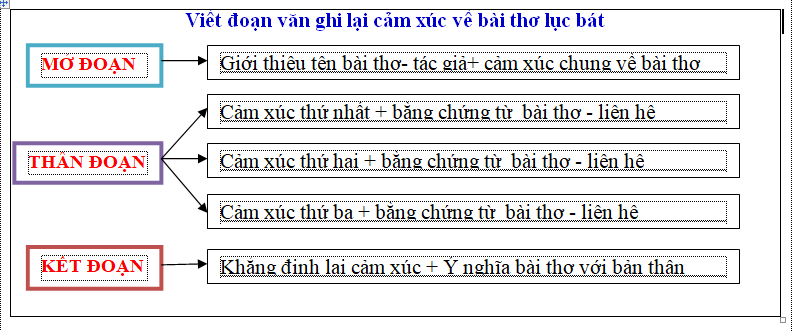 Viết đoạn văn ghi lại cảm xúc về bài thơ lục bát
MỞ ĐOẠN
Giới thiệu tên bài thơ- tác giả+ cảm xúc chung về bài thơ
Cảm xúc thứ nhất + bằng chứng từ bài thơ - liên hệ
THÂN ĐOẠN
Cảm xúc thứ hai + bằng chứng từ bài thơ - liên hệ
Cảm xúc thứ ba + bằng chứng từ bài thơ - liên hệ
KẾT ĐOẠN
Khẳng định lại cảm xúc + Ý nghĩa bài thơ với bản thân